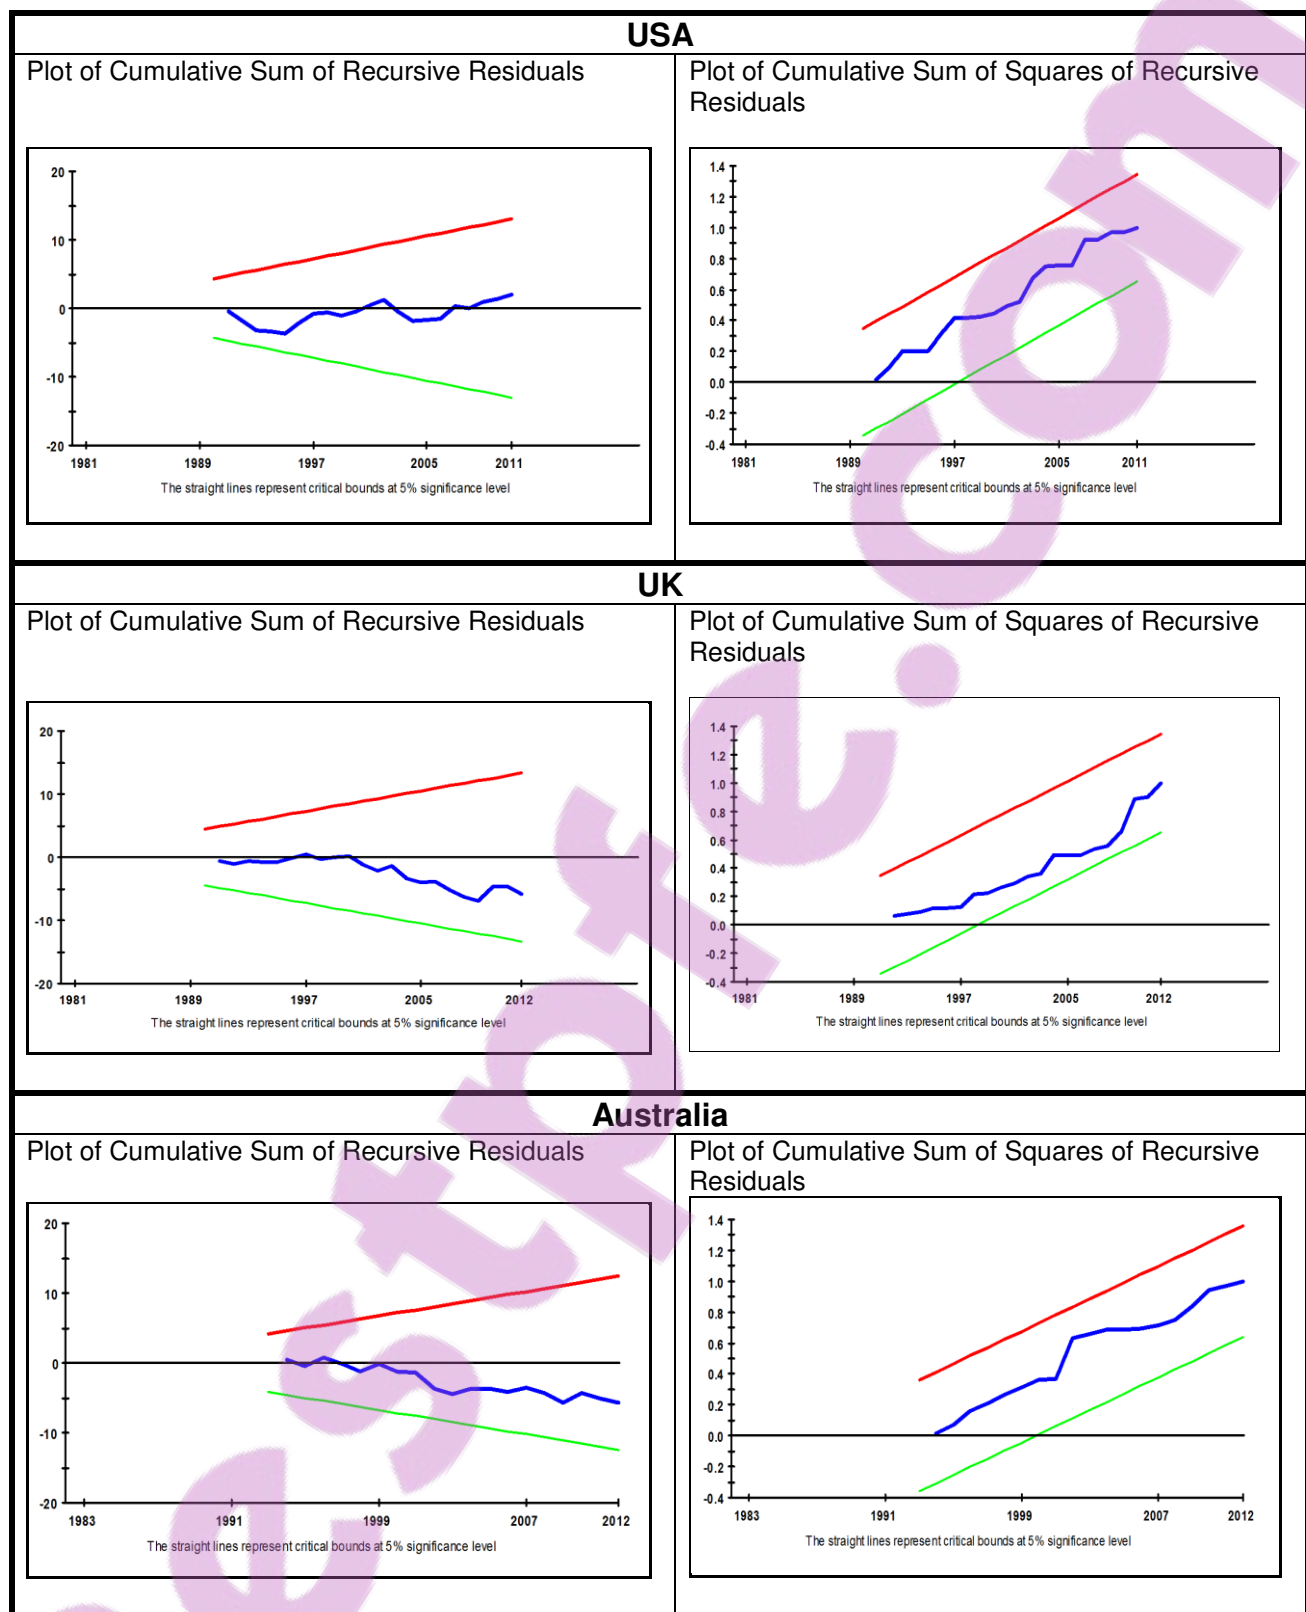 USA
Plot of Cumulative Sum of Recursive Residuals
Plot of Cumulative Sum of Squares of Recursive
Residuals
20
10
0
-10
-20
1981 1989 1997 2005 2011
The straight lines represent critical bounds at 5% significance level
1.4
1.2
1.0
0.8
0.6
0.4
0.2
0.0
-0.2
-0.4
1981 1989 1997 2005 2011
The straight lines represent critical bounds at 5% significance level
UK
Plot of Cumulative Sum of Recursive Residuals
Plot of Cumulative Sum of Squares of Recursive
Residuals
20
10
0
-10
-20
1981 1989 1997 2005 2012
The straight lines represent critical bounds at 5% significance level
1.4
1.2
1.0
0.8
0.6
0.4
0.2
0.0
-0.2
-0.4
1981 1989 1997 2005 2012
The straight lines represent critical bounds at 5% significance level
Australia
Plot of Cumulative Sum of Recursive Residuals
Plot of Cumulative Sum of Squares of Recursive
Residuals
20
10
0
-10
-20
1983 1991 1999 2007 2012
The straight lines represent critical bounds at 5% significance level
1.4
1.2
1.0
0.8
0.6
0.4
0.2
0.0
-0.2
-0.4
1983 1991 1999 2007 2012
The straight lines represent critical bounds at 5% significance level